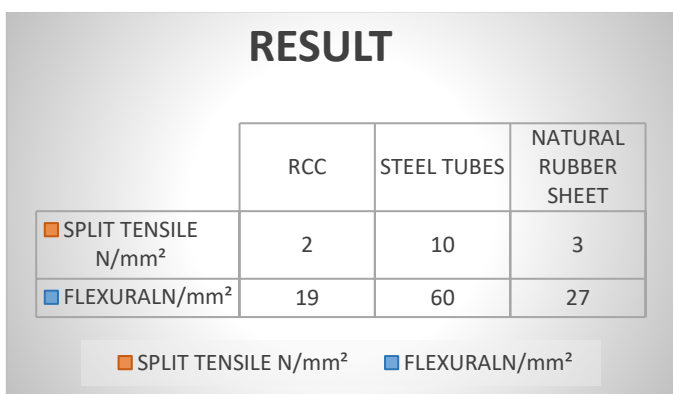 RESULT
RCC STEEL TUBES NATURAL
RUBBER
SHEET
SPLIT TENSILE
N/mm² 2 10 3
FLEXURALN/mm² 19 60 27
SPLIT TENSILE N/mm² FLEXURALN/mm²